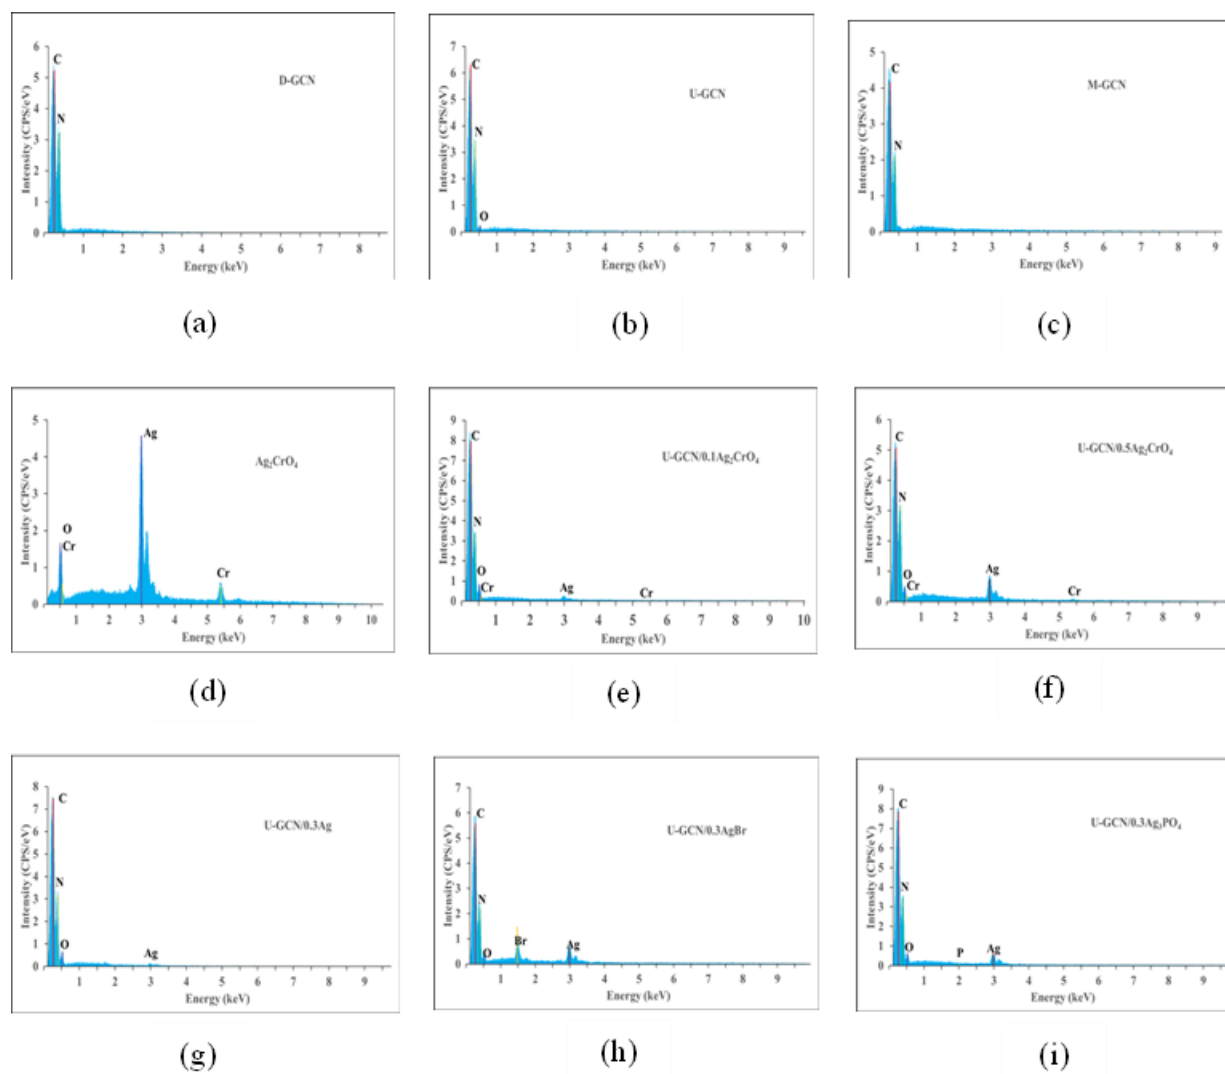 D-GCN
C
N
Intensity (CPS/eV)
6
5
4
3
2
1
0
1 2 3 4 5 6 7 8
Energy (keV)
(a)
U-GCN
C
N
O
Intensity (CPS/eV)
7
6
5
4
3
2
1
0
1 2 3 4 5 6 7 8 9
Energy (keV)
(b)
M-GCN
C
N
Intensity (CPS/eV)
5
4
3
2
1
0
1 2 3 4 5 6 7 8 9
Energy (keV)
(c)
Ag₂CrO₄
Ag
O
Cr
Cr
Intensity (CPS/eV)
5
4
3
2
1
0
1 2 3 4 5 6 7 8 9 10
Energy (keV)
(d)
U-GCN/0.1Ag₂CrO₄
C
N
O
Cr
Ag
Cr
Intensity (CPS/eV)
9
8
7
6
5
4
3
2
1
0
1 2 3 4 5 6 7 8 9 10
Energy (keV)
(e)
U-GCN/0.5Ag₂CrO₄
C
N
O
Cr
Ag
Cr
Intensity (CPS/eV)
6
5
4
3
2
1
0
1 2 3 4 5 6 7 8 9
Energy (keV)
(f)
U-GCN/0.3Ag
C
N
O
Ag
Intensity (CPS/eV)
8
7
6
5
4
3
2
1
0
1 2 3 4 5 6 7 8 9
Energy (keV)
(g)
U-GCN/0.3AgBr
C
N
O
Br
Ag
Intensity (CPS/eV)
7
6
5
4
3
2
1
0
1 2 3 4 5 6 7 8 9
Energy (keV)
(h)
U-GCN/0.3Ag₃PO₄
C
N
O
P
Ag
Intensity (CPS/eV)
9
8
7
6
5
4
3
2
1
0
1 2 3 4 5 6 7 8 9
Energy (keV)
(i)